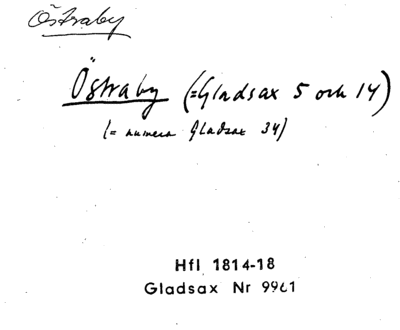 Östraby
Östraby (=Gladsax 5 och 14)
(= numera Gladsax 34)
Hfl 1814-18
Gladsax Nr 9961